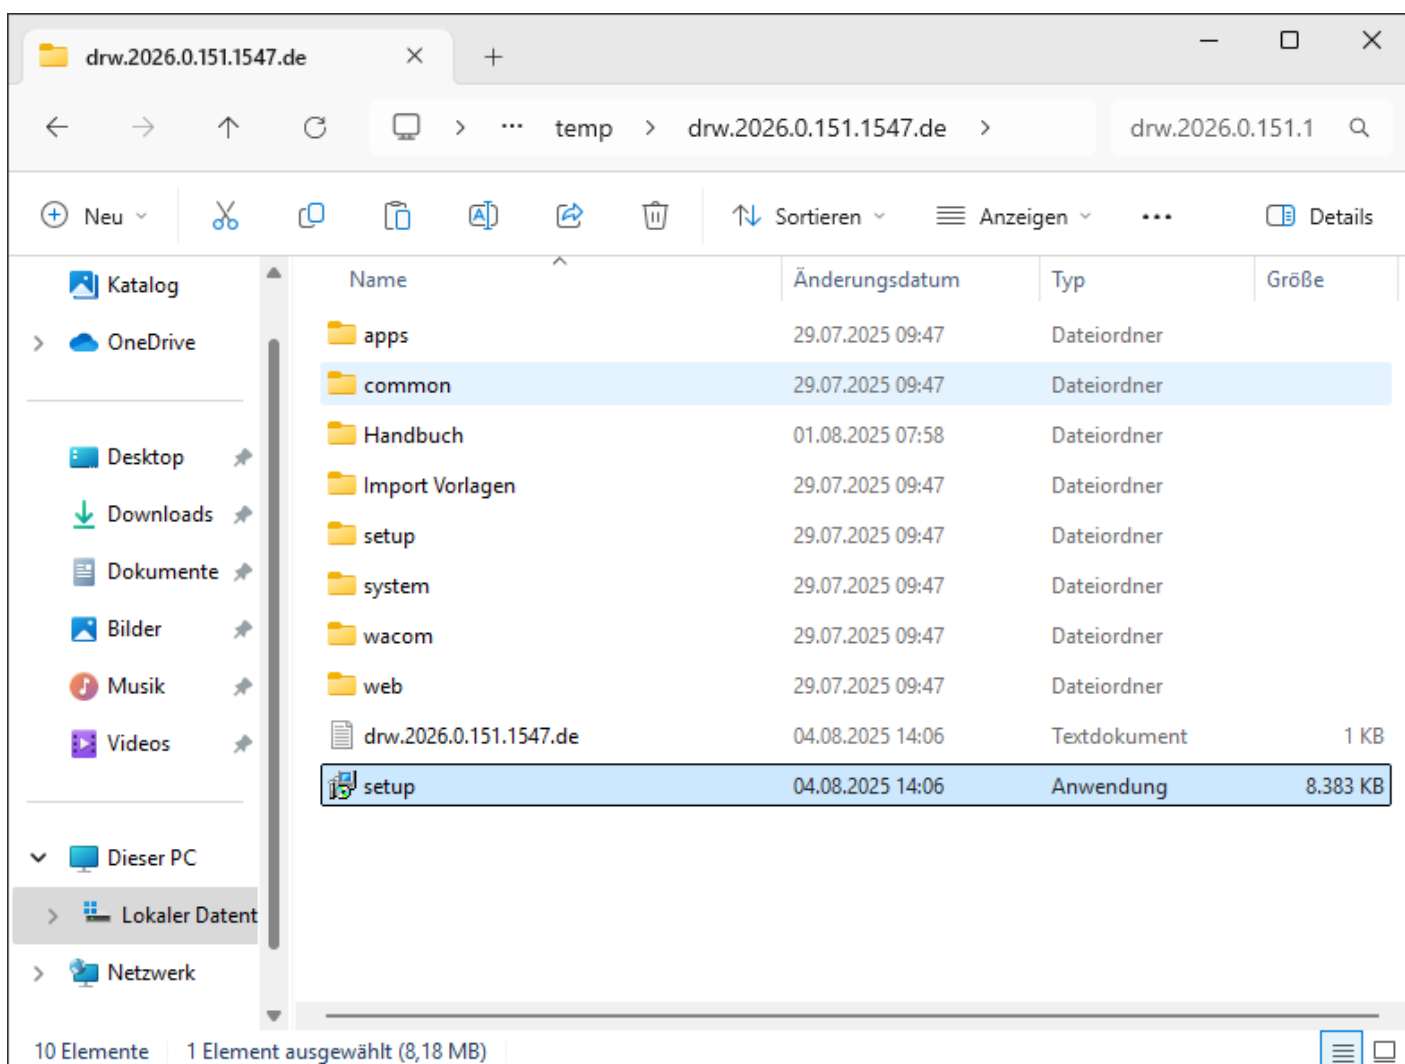 drw.2026.0.151.1547.de
temp > drw.2026.0.151.1547.de > drw.2026.0.151.1
Neu Sortieren Anzeigen Details
Katalog
OneDrive
Desktop
Downloads
Dokumente
Bilder
Musik
Videos
Dieser PC
Lokaler Datent
Netzwerk
Name Änderungsdatum Typ Größe
apps 29.07.2025 09:47 Dateiordner
common 29.07.2025 09:47 Dateiordner
Handbuch 01.08.2025 07:58 Dateiordner
Import Vorlagen 29.07.2025 09:47 Dateiordner
setup 29.07.2025 09:47 Dateiordner
system 29.07.2025 09:47 Dateiordner
wacom 29.07.2025 09:47 Dateiordner
web 29.07.2025 09:47 Dateiordner
drw.2026.0.151.1547.de 04.08.2025 14:06 Textdokument 1 KB
setup 04.08.2025 14:06 Anwendung 8.383 KB
10 Elemente 1 Element ausgewählt (8,18 MB)